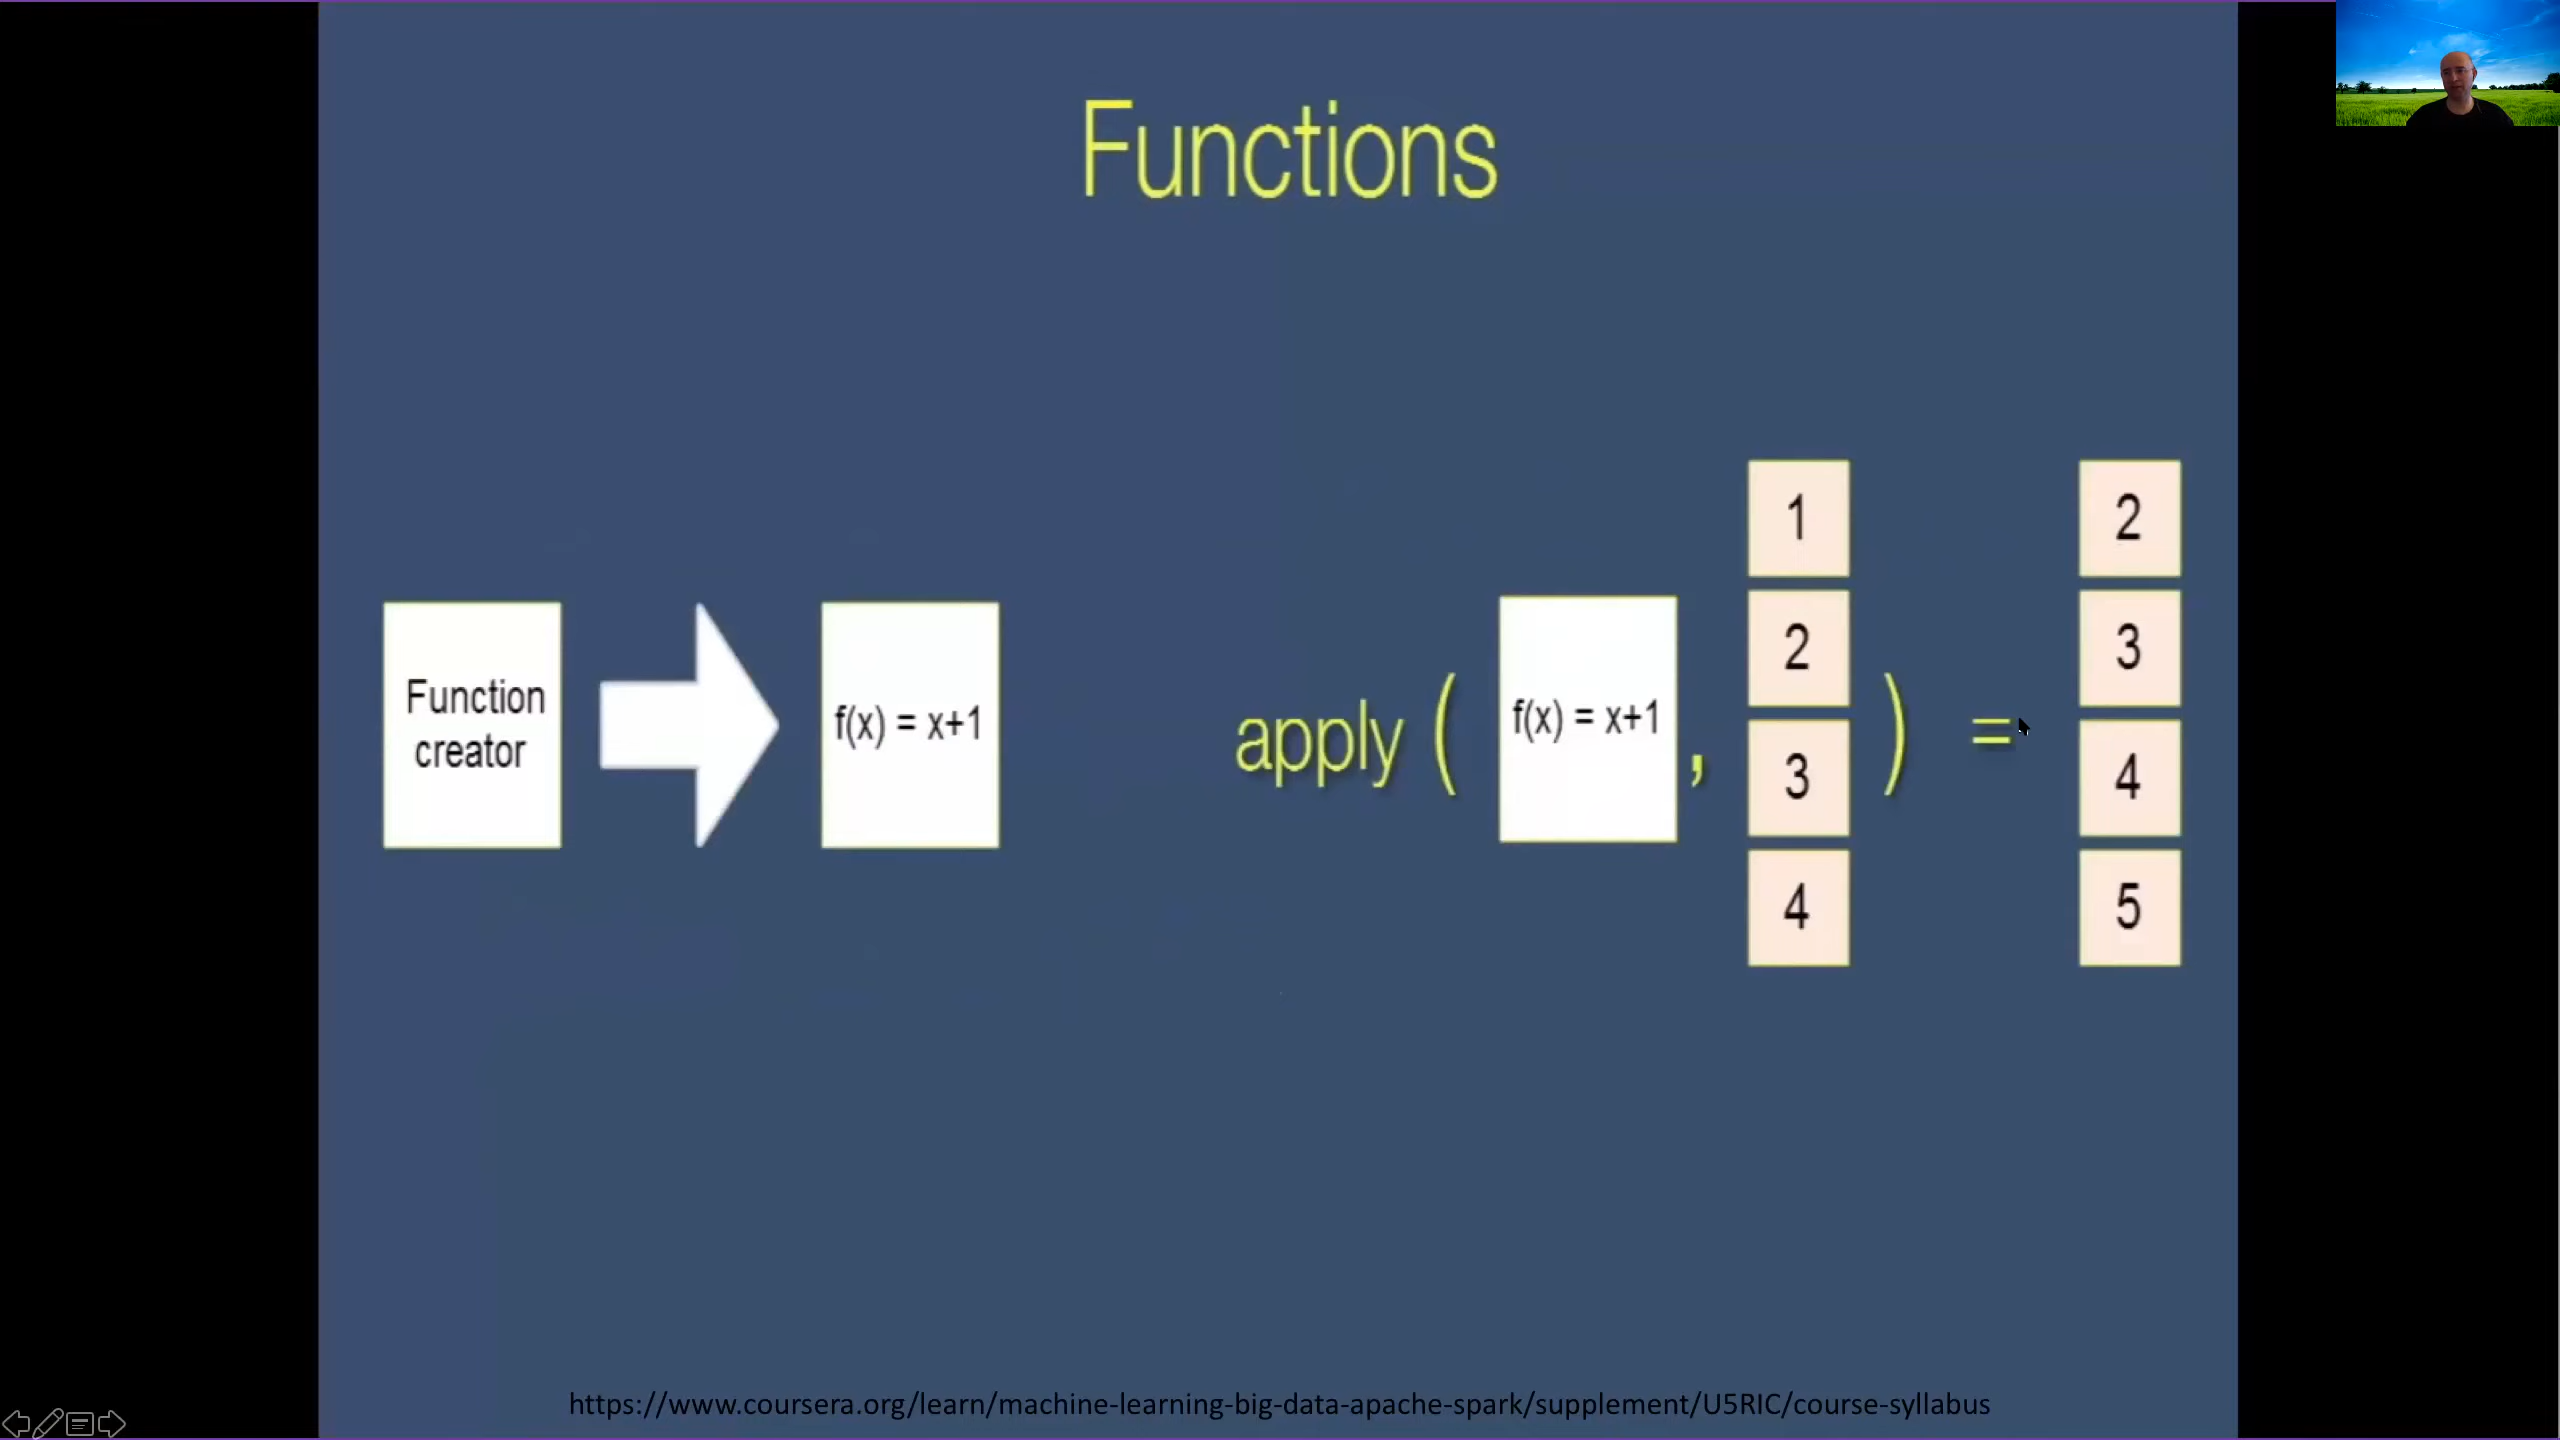 Functions
Function
creator
f(x) = x+1
apply ( f(x) = x+1 ,
1
2
3
4
) =
2
3
4
5
https://www.coursera.org/learn/machine-learning-big-data-apache-spark/supplement/U5RIC/course-syllabus